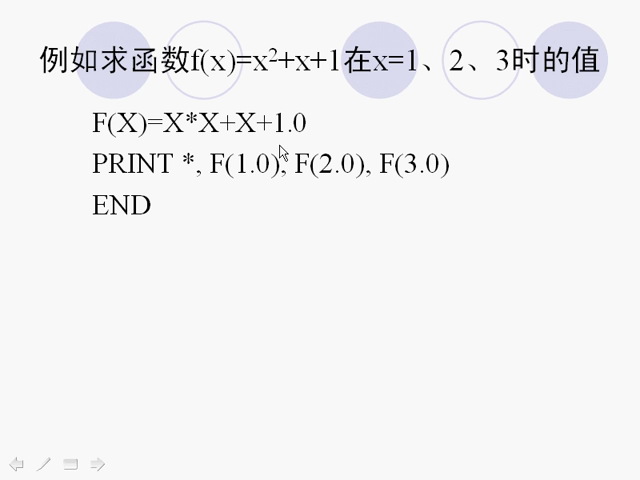 例如求函数f(x)=x²+x+1在x=1、2、3时的值
F(X)=X*X+X+1.0
PRINT *, F(1.0), F(2.0), F(3.0)
END